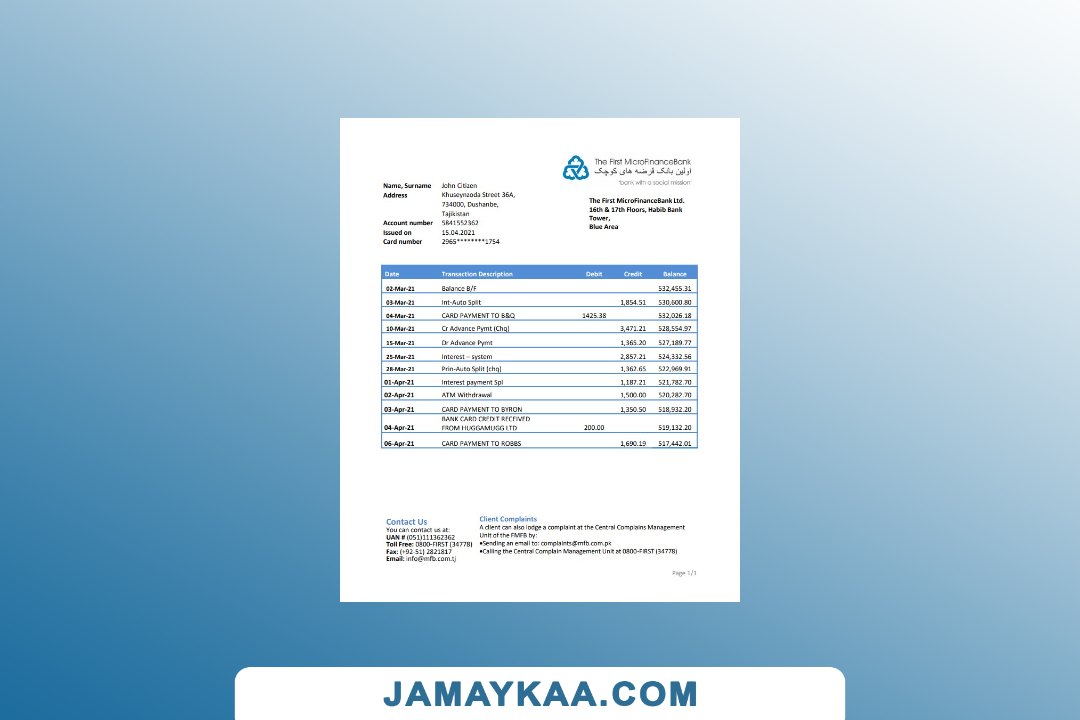 The First MicroFinanceBank
اولین بانک قرضه های کوچک
"bank with a social mission"
Name, Surname John Citizen
Address Khuseynzoda Street 36A,
734000, Dushanbe,
Tajikistan
Account number 5841552362
Issued on 15.04.2021
Card number 2965********1754
The First MicroFinanceBank Ltd.
16th & 17th Floors, Habib Bank
Tower,
Blue Area
Date Transaction Description Debit Credit Balance
02-Mar-21 Balance B/F 532,455.31
03-Mar-21 Int-Auto Split 1,854.51 530,600.80
04-Mar-21 CARD PAYMENT TO B&Q 1425.38 532,026.18
10-Mar-21 Cr Advance Pymt (Chq) 3,471.21 528,554.97
15-Mar-21 Dr Advance Pymt 1,365.20 527,189.77
25-Mar-21 Interest – system 2,857.21 524,332.56
28-Mar-21 Prin-Auto Split (chq) 1,362.65 522,969.91
01-Apr-21 Interest payment Spl 1,187.21 521,782.70
02-Apr-21 ATM Withdrawal 1,500.00 520,282.70
03-Apr-21 CARD PAYMENT TO BYRON 1,350.50 518,932.20
BANK CARD CREDIT RECEIVED
04-Apr-21 FROM HUGGAMUGG LTD 200.00 519,132.20
06-Apr-21 CARD PAYMENT TO ROBBS 1,690.19 517,442.01
Contact Us
You can contact us at:
UAN # (051)111362362
Toll Free: 0800-FIRST (34778)
Fax: (+92-51) 2821817
Email: info@mfb.com.tj
Client Complaints
A client can also lodge a complaint at the Central Complains Management
Unit of the FMFB by:
•Sending an email to: complaints@mfb.com.pk
•Calling the Central Complain Management Unit at 0800-FIRST (34778)
Page 1/1
JAMAYKAA.COM